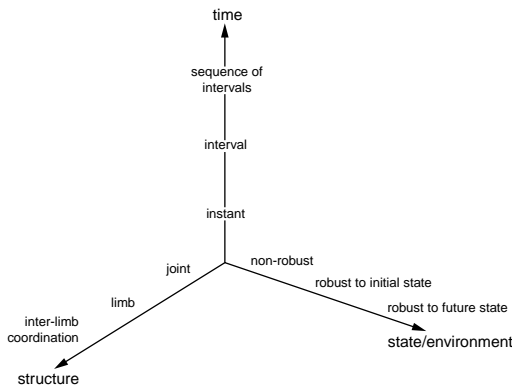 time
sequence of
intervals
interval
instant
non-robust
joint
robust to initial state
limb
robust to future state
inter-limb
coordination
state/environment
structure